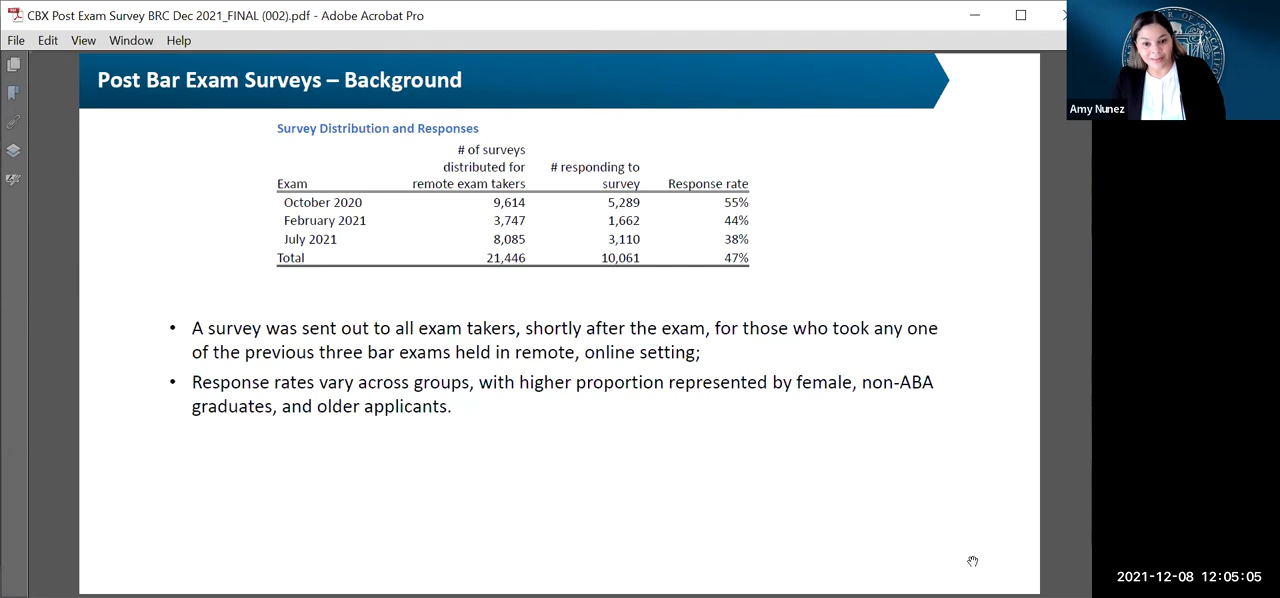 CBX Post Exam Survey BRC Dec 2021_FINAL (002).pdf - Adobe Acrobat Pro
File Edit View Window Help
Post Bar Exam Surveys – Background
Survey Distribution and Responses
# of surveys
distributed for # responding to
Exam remote exam takers survey Response rate
October 2020 9,614 5,289 55%
February 2021 3,747 1,662 44%
July 2021 8,085 3,110 38%
Total 21,446 10,061 47%
• A survey was sent out to all exam takers, shortly after the exam, for those who took any one
of the previous three bar exams held in remote, online setting;
• Response rates vary across groups, with higher proportion represented by female, non-ABA
graduates, and older applicants.
Amy Nunez
2021-12-08 12:05:05